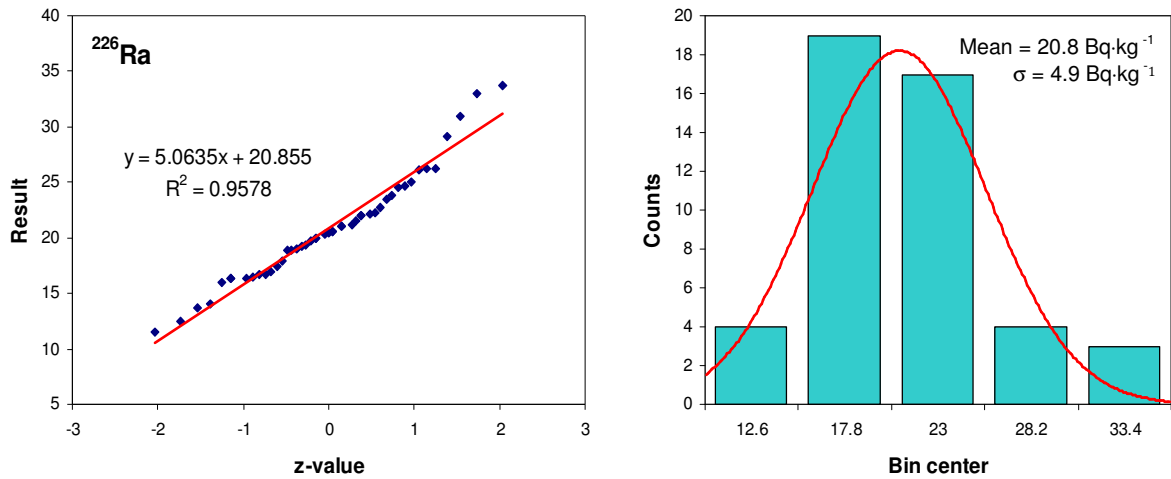 40
35
30
25
20
15
10
5
-3 -2 -1 0 1 2 3
Result
z-value
²²⁶Ra
y = 5.0635x + 20.855
R² = 0.9578
20
18
16
14
12
10
8
6
4
2
0
12.6 17.8 23 28.2 33.4
Counts
Bin center
Mean = 20.8 Bq·kg⁻¹
σ = 4.9 Bq·kg⁻¹